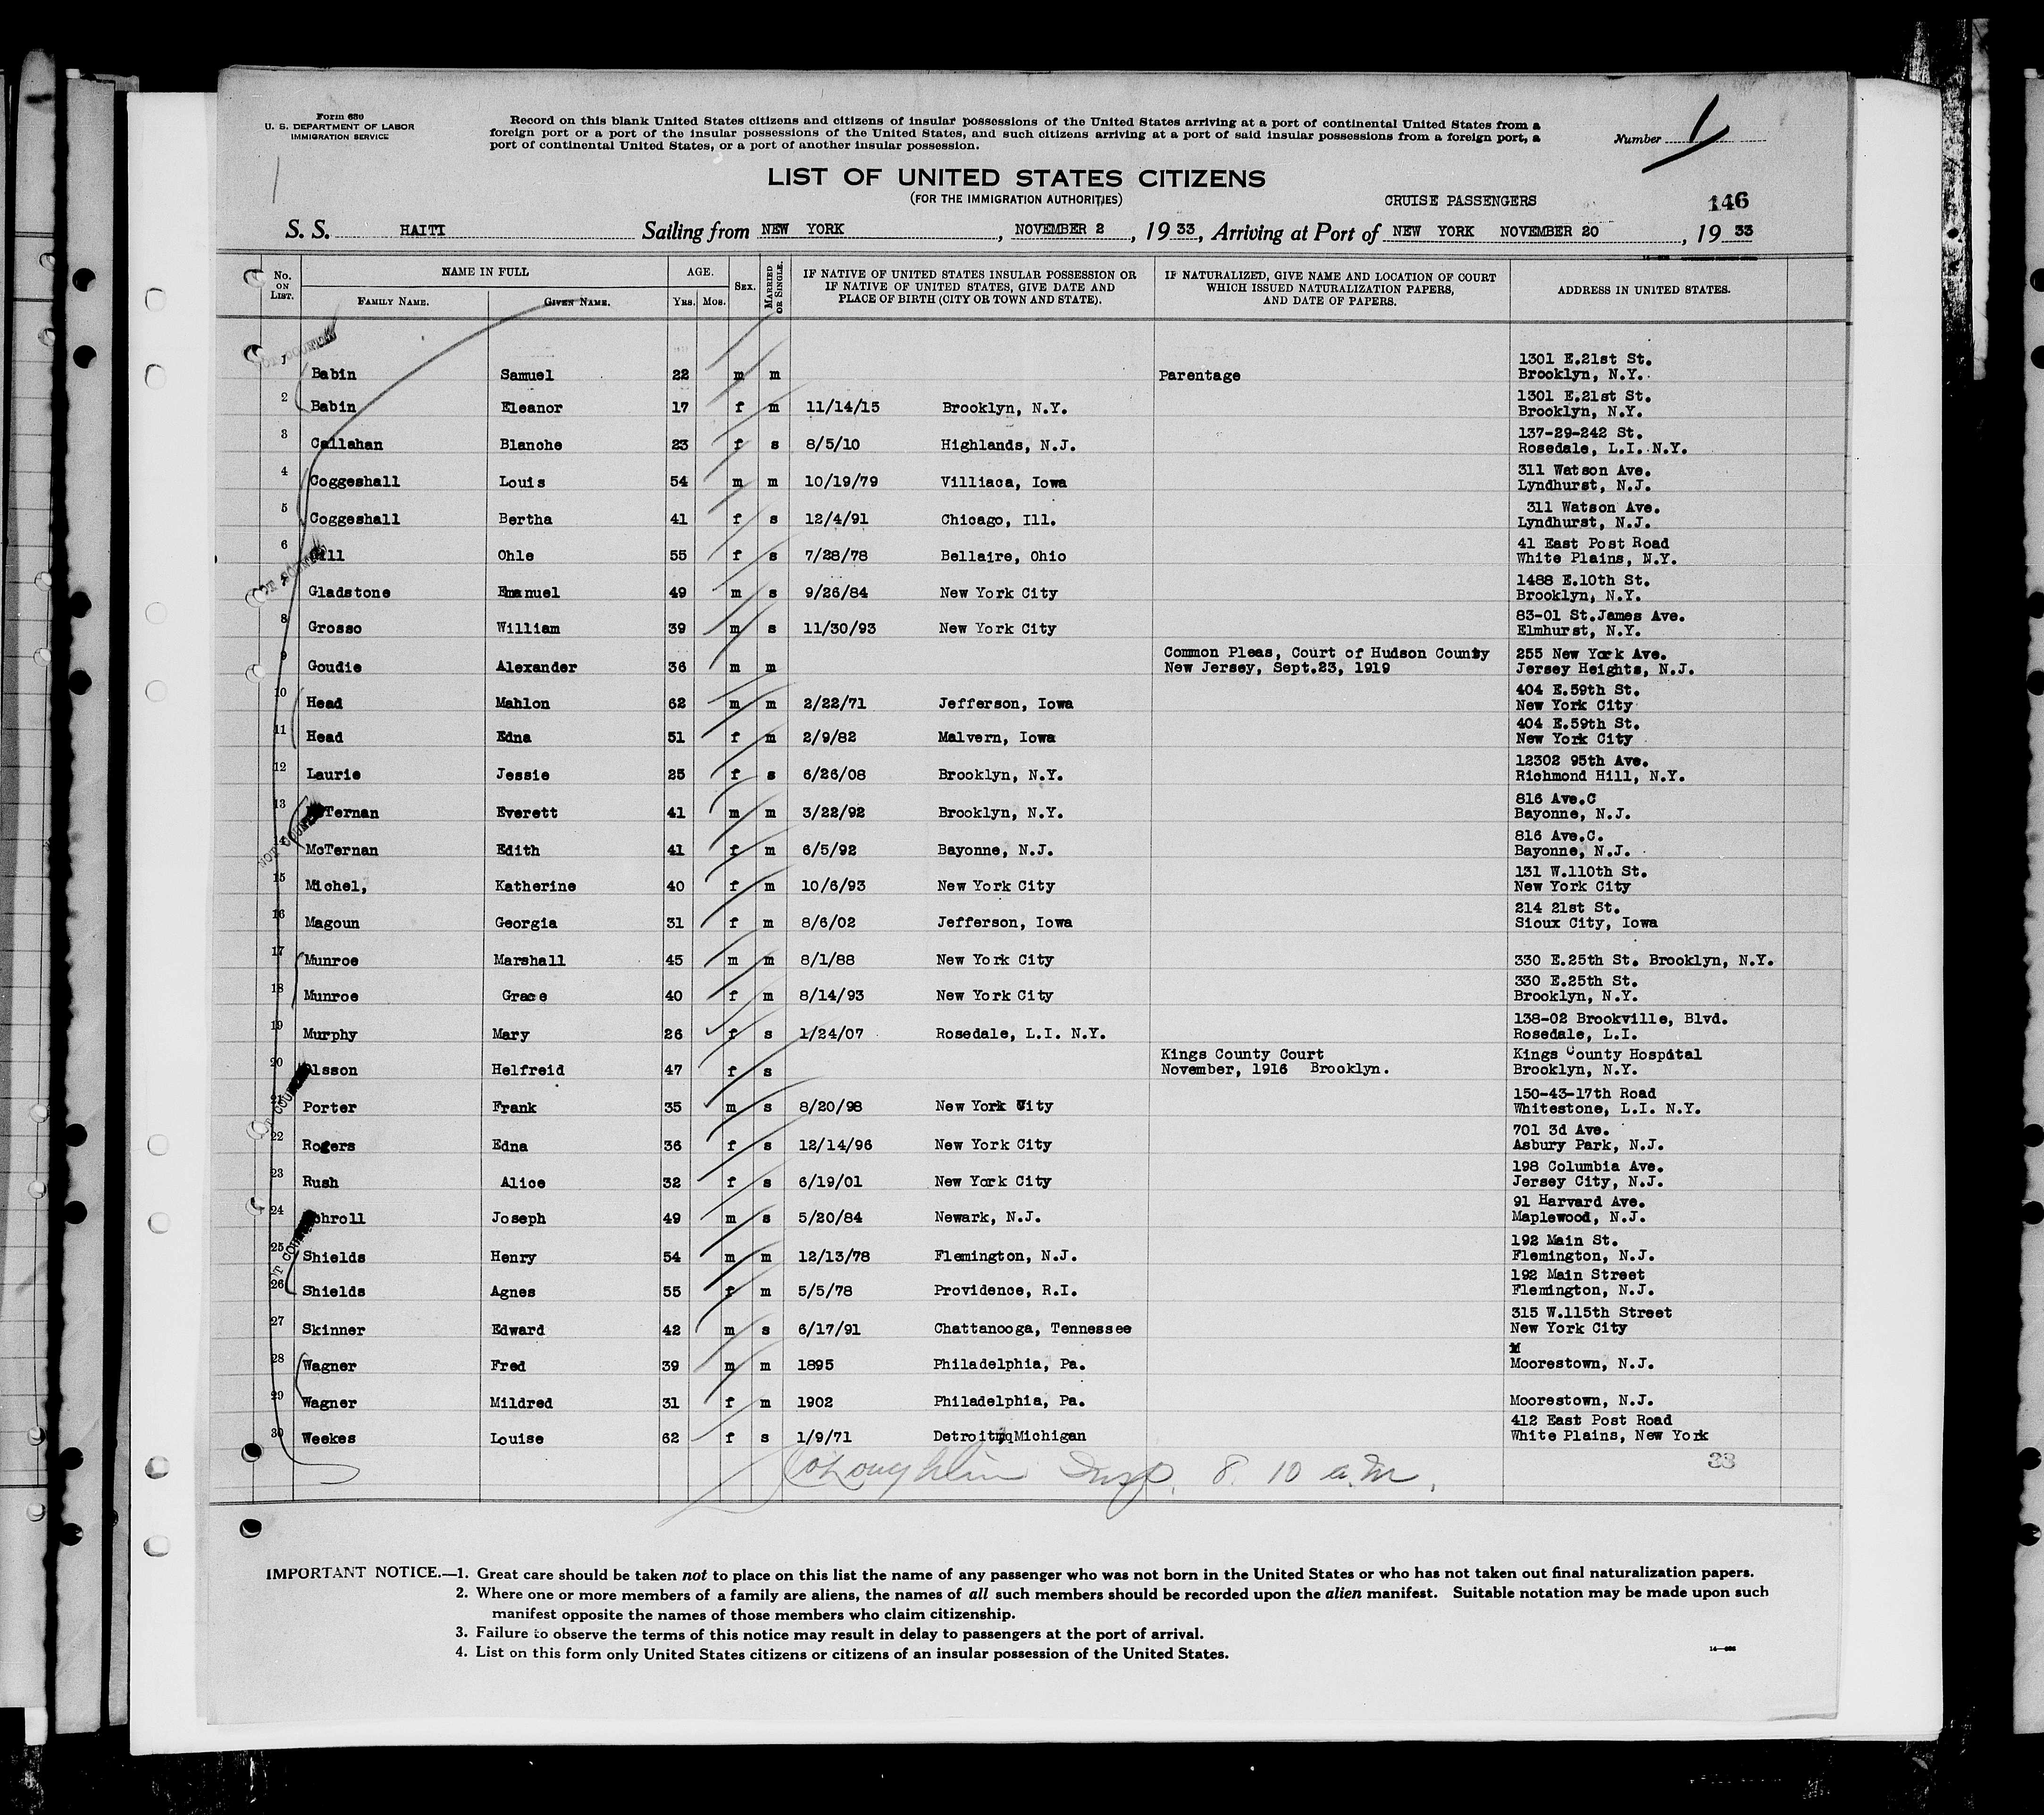 Form 630
U. S. DEPARTMENT OF LABOR
IMMIGRATION SERVICE
Record on this blank United States citizens and citizens of insular possessions of the United States arriving at a port of continental United States from a
foreign port or a port of the insular possessions of the United States, and such citizens arriving at a port of said insular possessions from a foreign port, a
port of continental United States, or a port of another insular possession.
Number 1
LIST OF UNITED STATES CITIZENS
(FOR THE IMMIGRATION AUTHORITIES)
CRUISE PASSENGERS
146
S. S. HAITI Sailing from NEW YORK, NOVEMBER 2, 1933, Arriving at Port of NEW YORK NOVEMBER 20, 1933
No. ON LIST. NAME IN FULL AGE. SEX. MARRIED OR SINGLE. IF NATIVE OF UNITED STATES INSULAR POSSESSION OR IF NATIVE OF UNITED STATES, GIVE DATE AND PLACE OF BIRTH (CITY OR TOWN AND STATE). IF NATURALIZED, GIVE NAME AND LOCATION OF COURT WHICH ISSUED NATURALIZATION PAPERS, AND DATE OF PAPERS. ADDRESS IN UNITED STATES.
FAMILY NAME. GIVEN NAME. YRS. MOS.
1 Babin Samuel 22 m m Parentage 1301 E.21st St. Brooklyn, N.Y.
2 Babin Eleanor 17 f m 11/14/15 Brooklyn, N.Y. 1301 E.21st St. Brooklyn, N.Y.
3 Callahan Blanche 23 f s 8/5/10 Highlands, N.J. 137-29-242 St. Rosedale, L.I. N.Y.
4 Coggeshall Louis 54 m m 10/19/79 Villiaca, Iowa 311 Watson Ave. Lyndhurst, N.J.
5 Coggeshall Bertha 41 f s 12/4/91 Chicago, Ill. 311 Watson Ave. Lyndhurst, N.J.
6 Gill Ohle 55 f s 7/28/78 Bellaire, Ohio 41 East Post Road White Plains, N.Y.
7 Gladstone Emanuel 49 m s 9/26/84 New York City 1488 E.10th St. Brooklyn, N.Y.
8 Grosso William 39 m s 11/30/93 New York City 83-01 St.James Ave. Elmhurst, N.Y.
9 Goudie Alexander 36 m m Common Pleas, Court of Hudson County New Jersey, Sept.23, 1919 255 New York Ave. Jersey Heights, N.J.
10 Head Mahlon 62 m m 2/22/71 Jefferson, Iowa 404 E.59th St. New York City
11 Head Edna 51 f m 2/9/82 Malvern, Iowa 404 E.59th St. New York City
12 Laurie Jessie 25 f s 6/26/08 Brooklyn, N.Y. 12302 95th Ave. Richmond Hill, N.Y.
13 McTernan Everett 41 m m 3/22/92 Brooklyn, N.Y. 816 Ave.C Bayonne, N.J.
14 McTernan Edith 41 f m 6/5/92 Bayonne, N.J. 816 Ave.C. Bayonne, N.J.
15 Michel, Katherine 40 f m 10/6/93 New York City 131 W.110th St. New York City
16 Magoun Georgia 31 f m 8/6/02 Jefferson, Iowa 214 21st St. Sioux City, Iowa
17 Munroe Marshall 45 m m 8/1/88 New York City 330 E.25th St. Brooklyn, N.Y.
18 Munroe Grace 40 f m 8/14/93 New York City 330 E.25th St. Brooklyn, N.Y.
19 Murphy Mary 26 f s 1/24/07 Rosedale, L.I. N.Y. 138-02 Brookville, Blvd. Rosedale, L.I.
20 Olsson Helfreid 47 f s Kings County Court November, 1916 Brooklyn. Kings County Hospital Brooklyn, N.Y.
21 Porter Frank 35 m s 8/20/98 New York City 150-43-17th Road Whitestone, L.I. N.Y.
22 Rogers Edna 36 f s 12/14/96 New York City 701 3d Ave. Asbury Park, N.J.
23 Rush Alice 32 f s 6/19/01 New York City 198 Columbia Ave. Jersey City, N.J.
24 Schroll Joseph 49 m s 5/20/84 Newark, N.J. 91 Harvard Ave. Maplewood, N.J.
25 Shields Henry 54 m m 12/13/78 Flemington, N.J. 192 Main St. Flemington, N.J.
26 Shields Agnes 55 f m 5/5/78 Providence, R.I. 192 Main Street Flemington, N.J.
27 Skinner Edward 42 m s 6/17/91 Chattanooga, Tennessee 315 W.115th Street New York City
28 Wagner Fred 39 m m 1895 Philadelphia, Pa. Moorestown, N.J.
29 Wagner Mildred 31 f m 1902 Philadelphia, Pa. Moorestown, N.J.
30 Weekes Louise 62 f s 1/9/71 Detroit, Michigan 412 East Post Road White Plains, New York
Insp. 8 10 a.m.
33
IMPORTANT NOTICE.—1. Great care should be taken not to place on this list the name of any passenger who was not born in the United States or who has not taken out final naturalization papers.
2. Where one or more members of a family are aliens, the names of all such members should be recorded upon the alien manifest. Suitable notation may be made upon such
manifest opposite the names of those members who claim citizenship.
3. Failure to observe the terms of this notice may result in delay to passengers at the port of arrival.
4. List on this form only United States citizens or citizens of an insular possession of the United States.